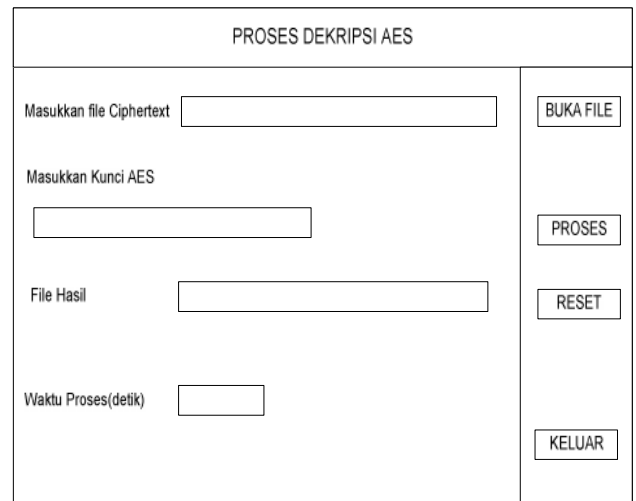 PROSES DEKRIPSI AES
Masukkan file Ciphertext
BUKA FILE
Masukkan Kunci AES
PROSES
File Hasil
RESET
Waktu Proses(detik)
KELUAR